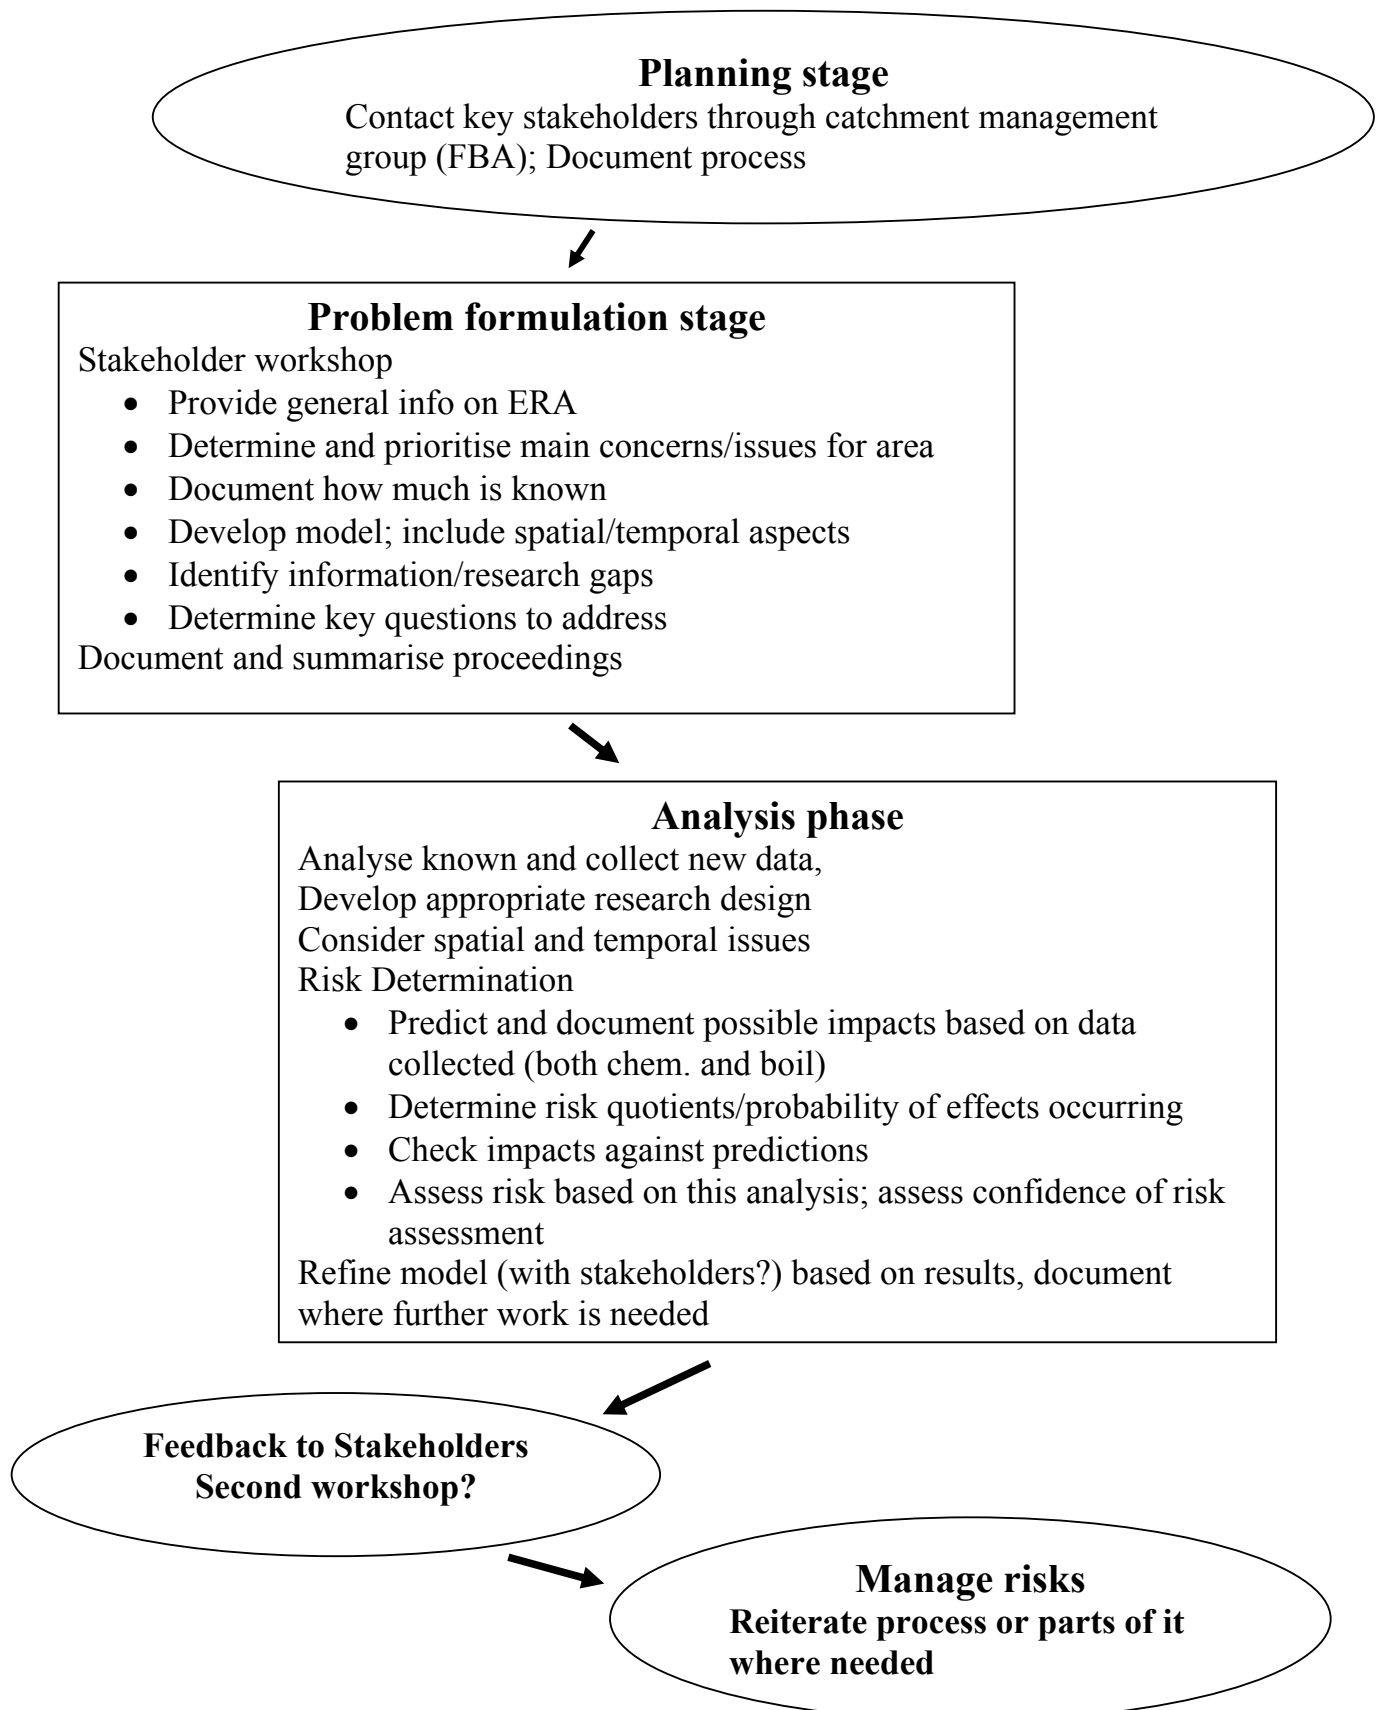 Planning stage
Contact key stakeholders through catchment management
group (FBA); Document process
Problem formulation stage
Stakeholder workshop
• Provide general info on ERA
• Determine and prioritise main concerns/issues for area
• Document how much is known
• Develop model; include spatial/temporal aspects
• Identify information/research gaps
• Determine key questions to address
Document and summarise proceedings
Analysis phase
Analyse known and collect new data,
Develop appropriate research design
Consider spatial and temporal issues
Risk Determination
• Predict and document possible impacts based on data
collected (both chem. and boil)
• Determine risk quotients/probability of effects occurring
• Check impacts against predictions
• Assess risk based on this analysis; assess confidence of risk
assessment
Refine model (with stakeholders?) based on results, document
where further work is needed
Feedback to Stakeholders
Second workshop?
Manage risks
Reiterate process or parts of it
where needed